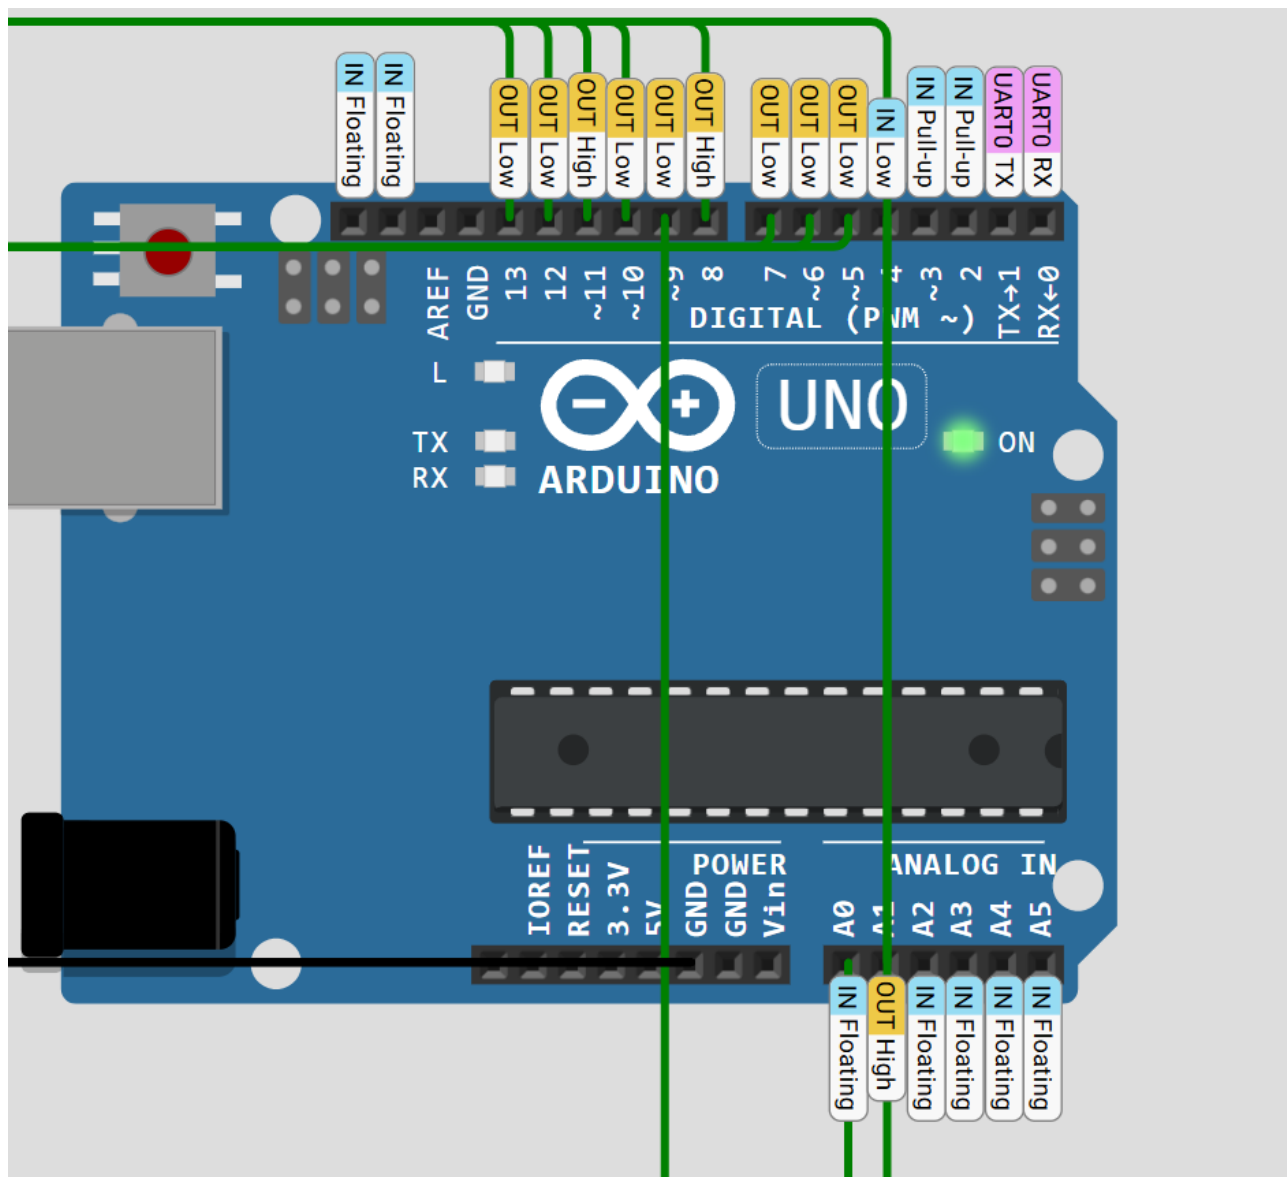 IN Floating
IN Floating
OUT Low
OUT Low
OUT High
OUT Low
OUT Low
OUT High
OUT Low
OUT Low
OUT Low
IN Low
IN Pull-up
IN Pull-up
UART0 TX
UART0 RX
AREF
GND
13
12
~11
~10
~9
8
7
~6
~5
4
~3
2
TX→1
RX←0
DIGITAL (PWM ~)
L
UNO
TX
ON
RX
ARDUINO
POWER
ANALOG IN
IOREF
RESET
3.3V
5V
GND
GND
Vin
A0
A1
A2
A3
A4
A5
IN Floating
OUT High
IN Floating
IN Floating
IN Floating
IN Floating